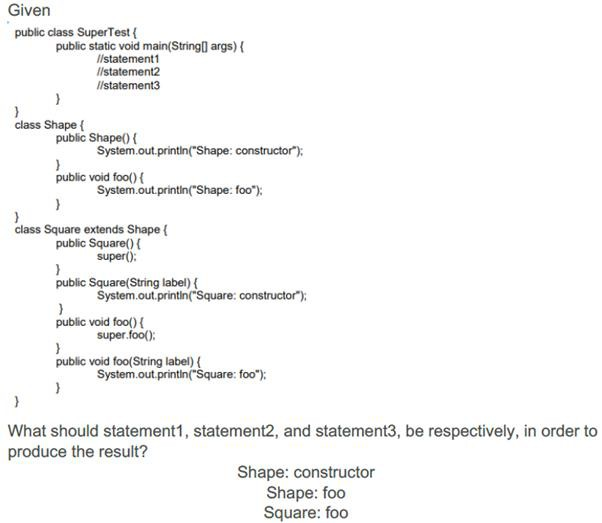 Given
public class SuperTest {
public static void main(String[] args) {
//statement1
//statement2
//statement3
}
}
class Shape {
public Shape() {
System.out.println("Shape: constructor");
}
public void foo() {
System.out.println("Shape: foo");
}
}
class Square extends Shape {
public Square() {
super();
}
public Square(String label) {
System.out.println("Square: constructor");
}
public void foo() {
super.foo();
}
public void foo(String label) {
System.out.println("Square: foo");
}
}
What should statement1, statement2, and statement3, be respectively, in order to
produce the result?
Shape: constructor
Shape: foo
Square: foo